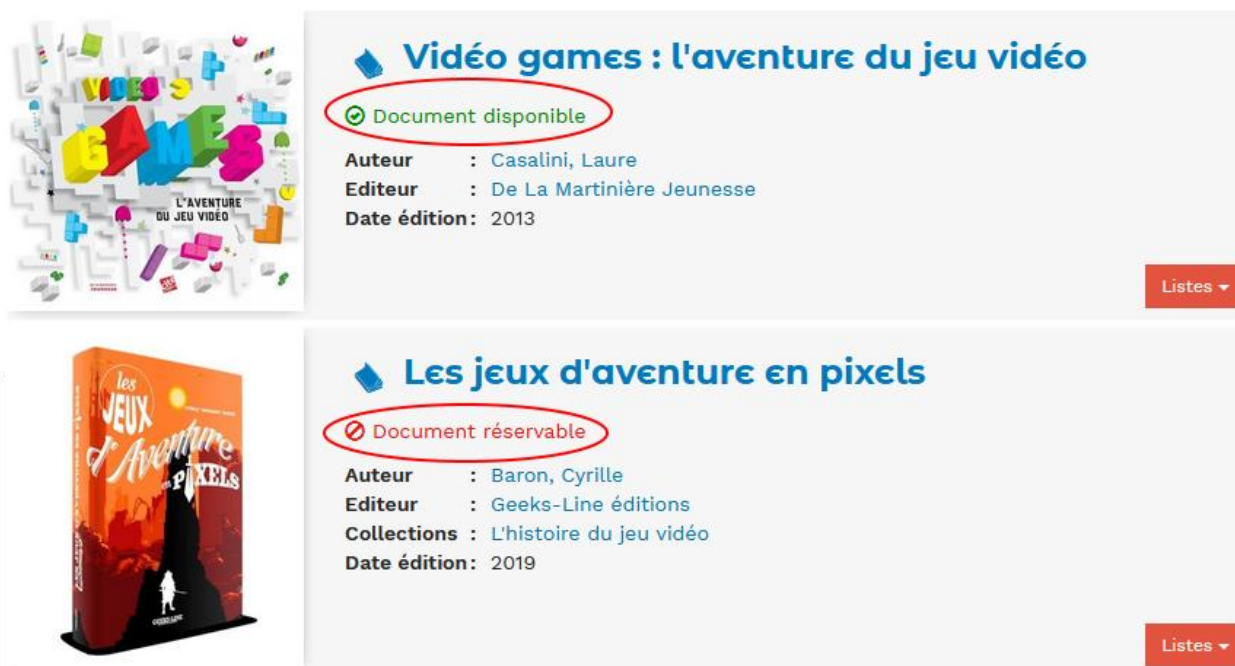 VIDEO
GAMES
L'AVENTURE
DU JEU VIDÉO
Vidéo games : l'aventure du jeu vidéo
Document disponible
Auteur : Casalini, Laure
Editeur : De La Martinière Jeunesse
Date édition : 2013
Listes
les
JEUX
d'Aventure
en PIXELS
Les jeux d'aventure en pixels
Document réservable
Auteur : Baron, Cyrille
Editeur : Geeks-Line éditions
Collections : L'histoire du jeu vidéo
Date édition : 2019
Listes